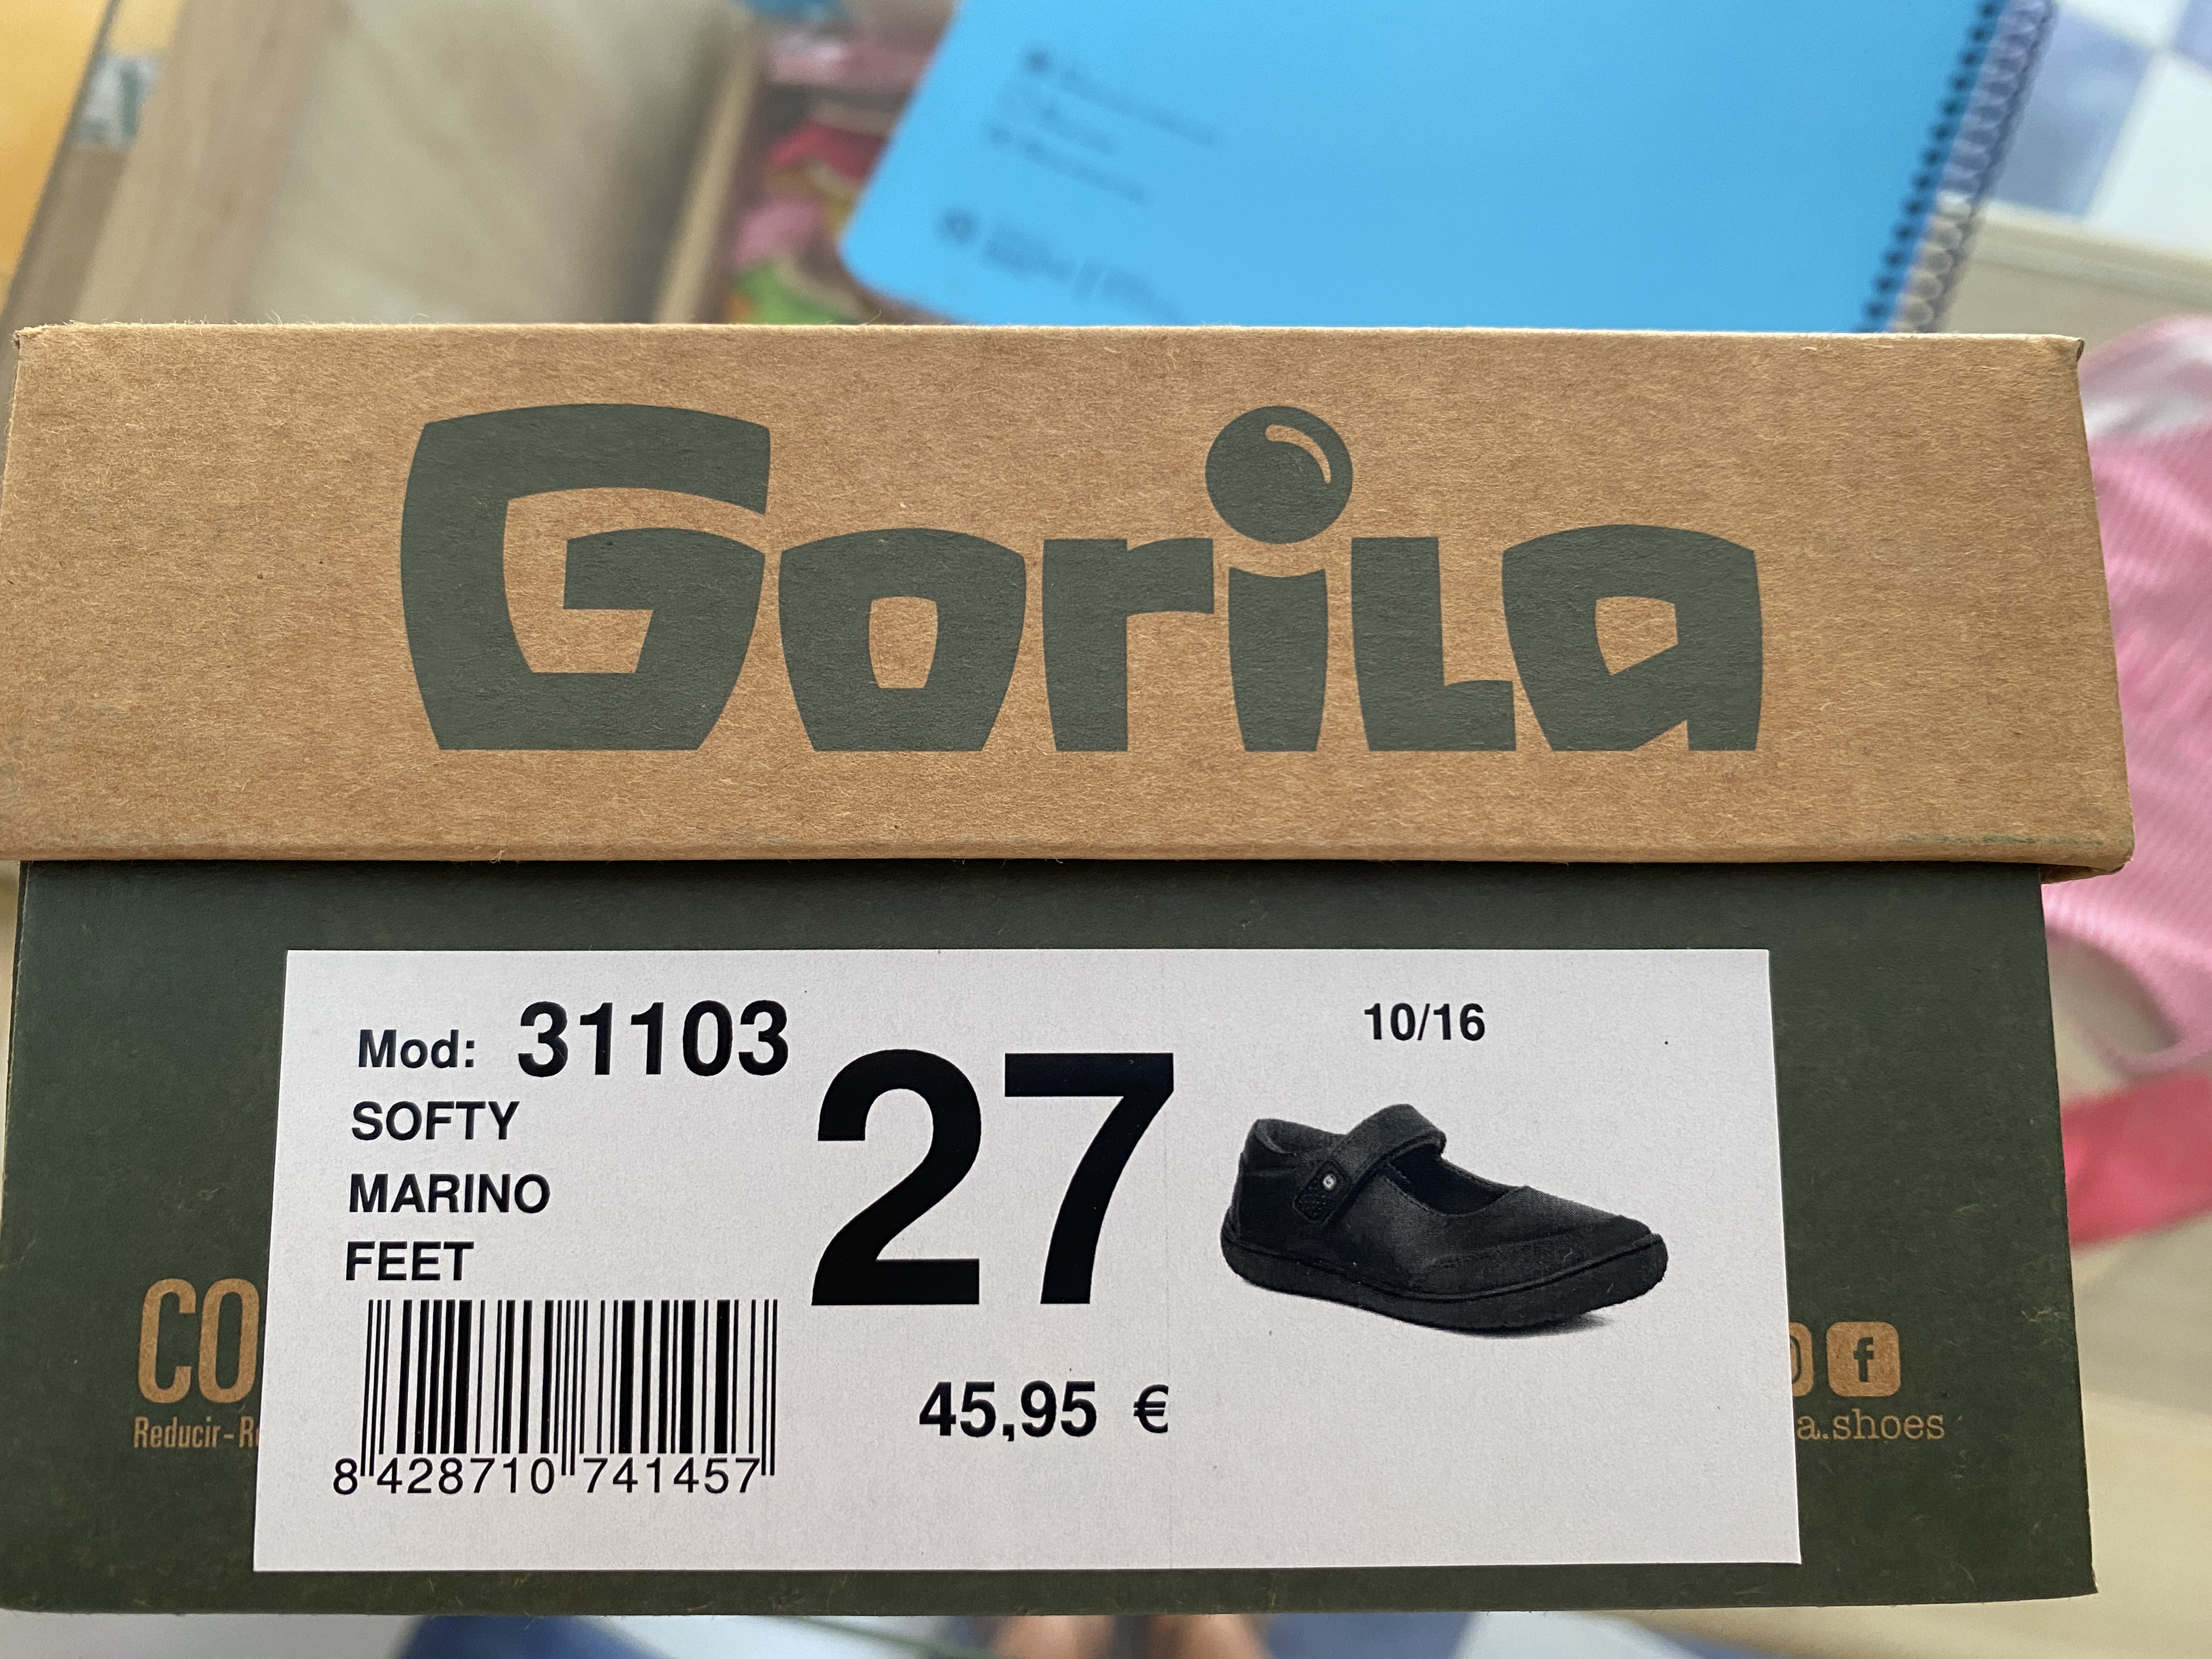 Gorila
Mod: 31103
SOFTY
MARINO
FEET
27
10/16
45,95 €
8 428710 741457
CO
Reducir-R
f
a.shoes